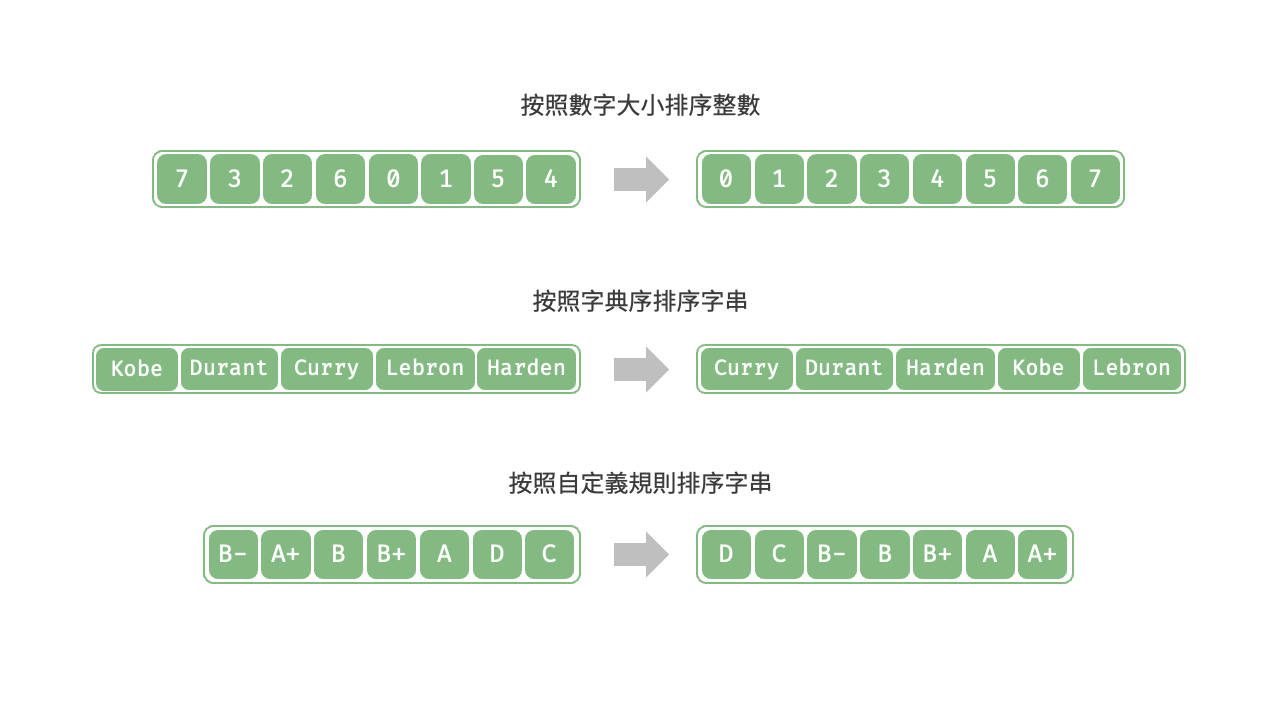 按照數字大小排序整數
7 3 2 6 0 1 5 4 0 1 2 3 4 5 6 7
按照字典序排序字串
Kobe Durant Curry Lebron Harden Curry Durant Harden Kobe Lebron
按照自定義規則排序字串
B- A+ B B+ A D C D C B- B B+ A A+